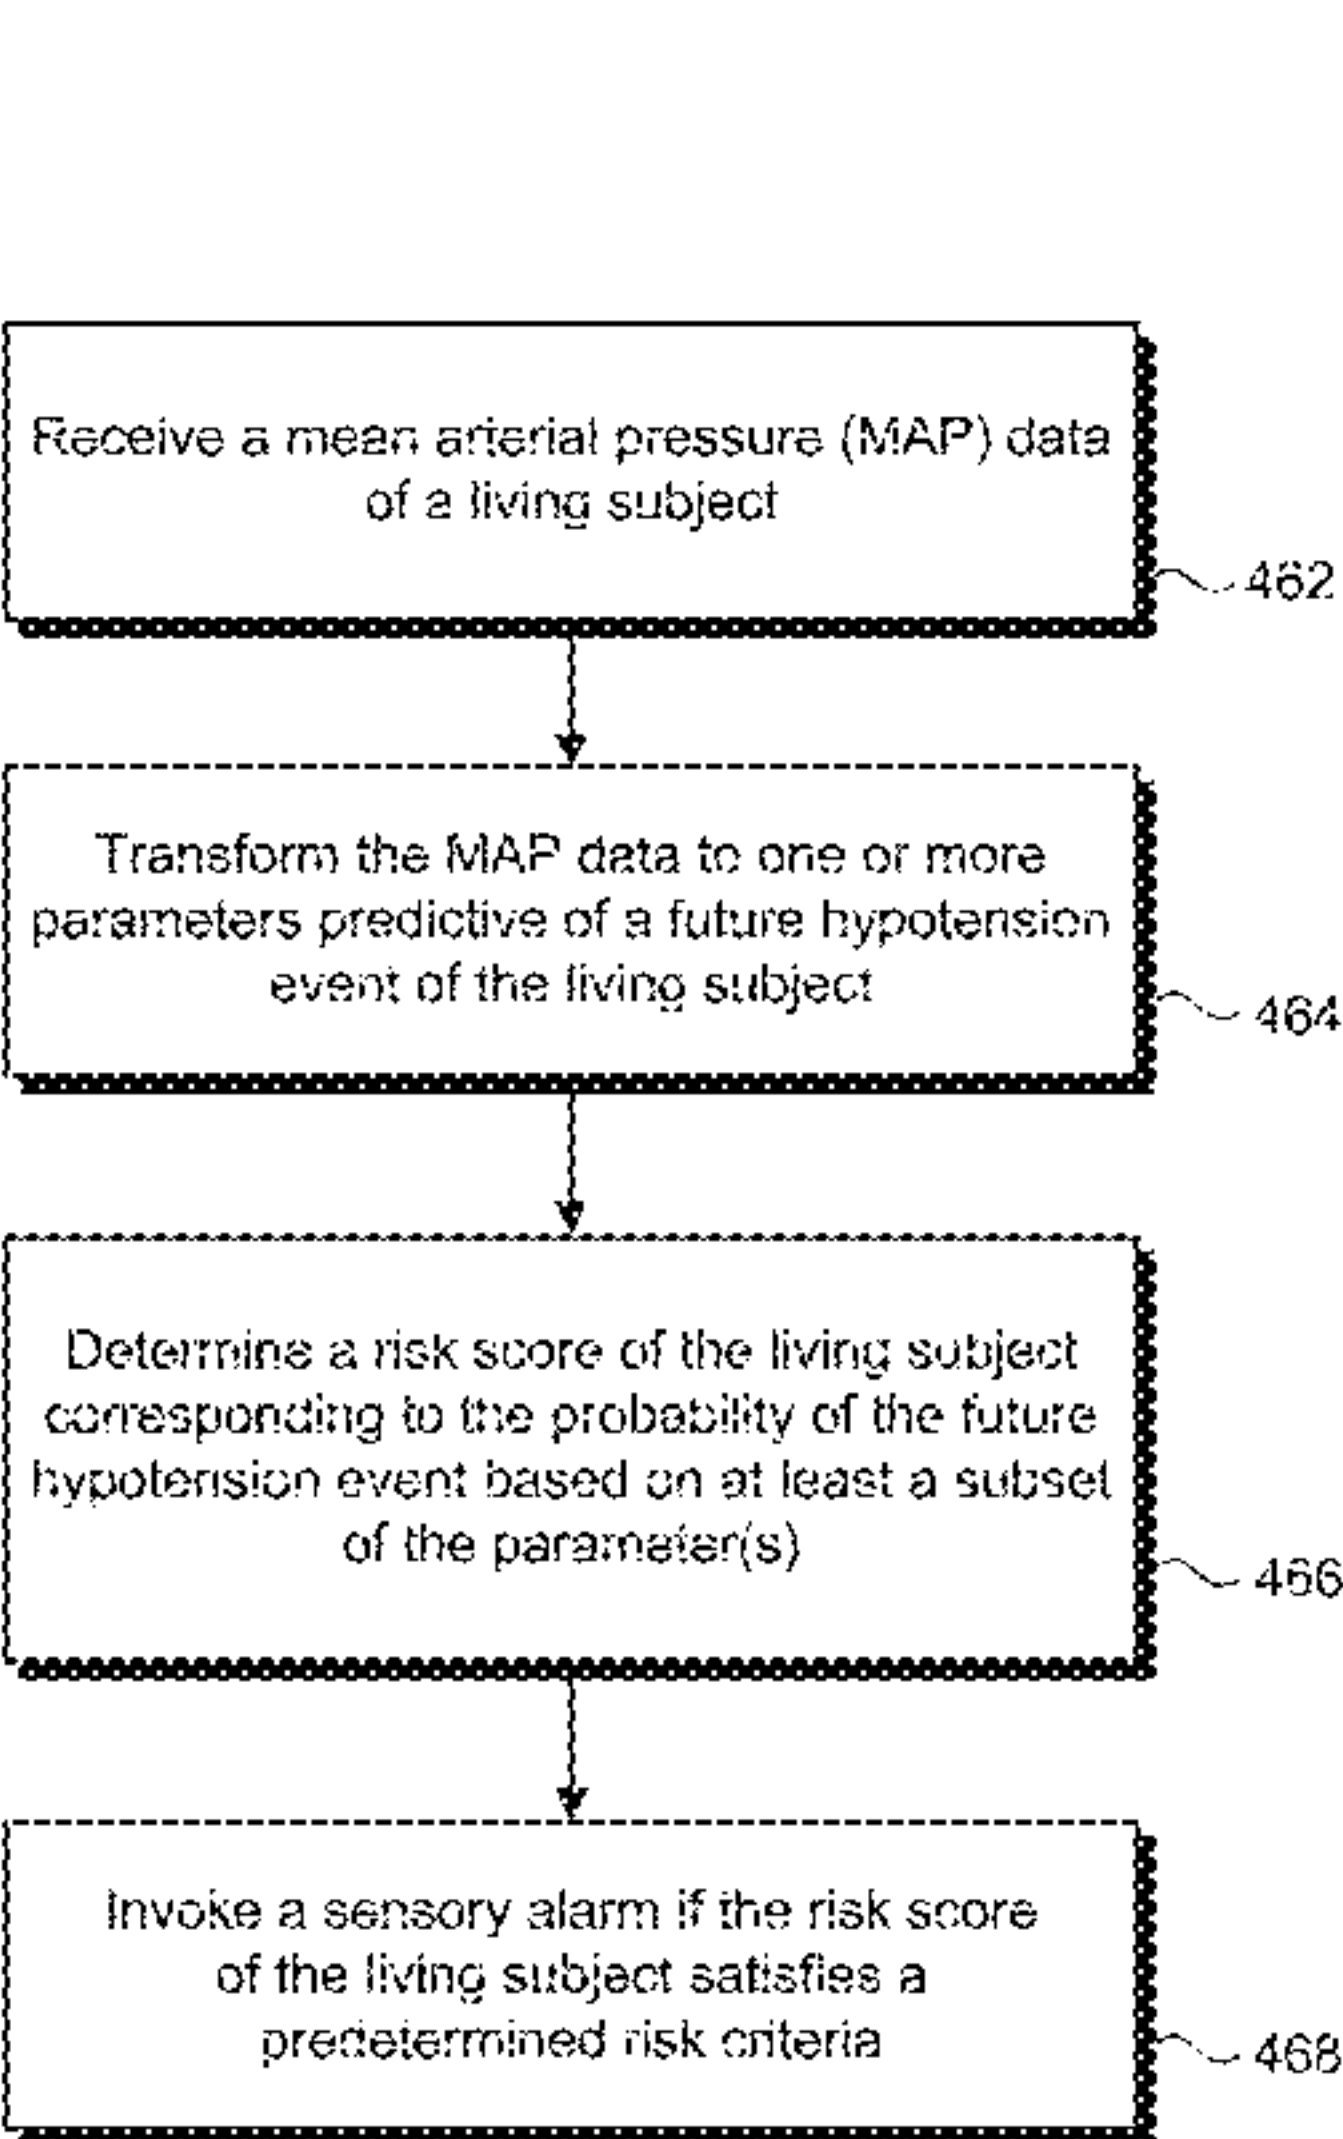 Receive a mean arterial pressure (MAP) data
of a living subject
462
Transform the MAP data to one or more
parameters predictive of a future hypotension
event of the living subject
464
Determine a risk score of the living subject
corresponding to the probability of the future
hypotension event based on at least a subset
of the parameter(s)
466
Invoke a sensory alarm if the risk score
of the living subject satisfies a
predetermined risk criteria
468